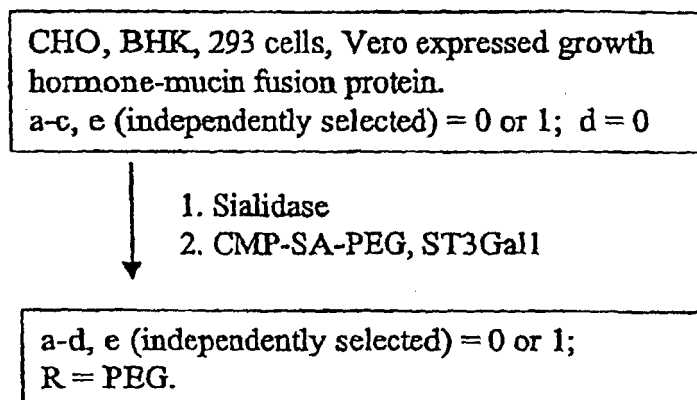 CHO, BHK, 293 cells, Vero expressed growth
hormone-mucin fusion protein.
a-c, e (independently selected) = 0 or 1; d = 0
1. Sialidase
2. CMP-SA-PEG, ST3Gal1
a-d, e (independently selected) = 0 or 1;
R = PEG.